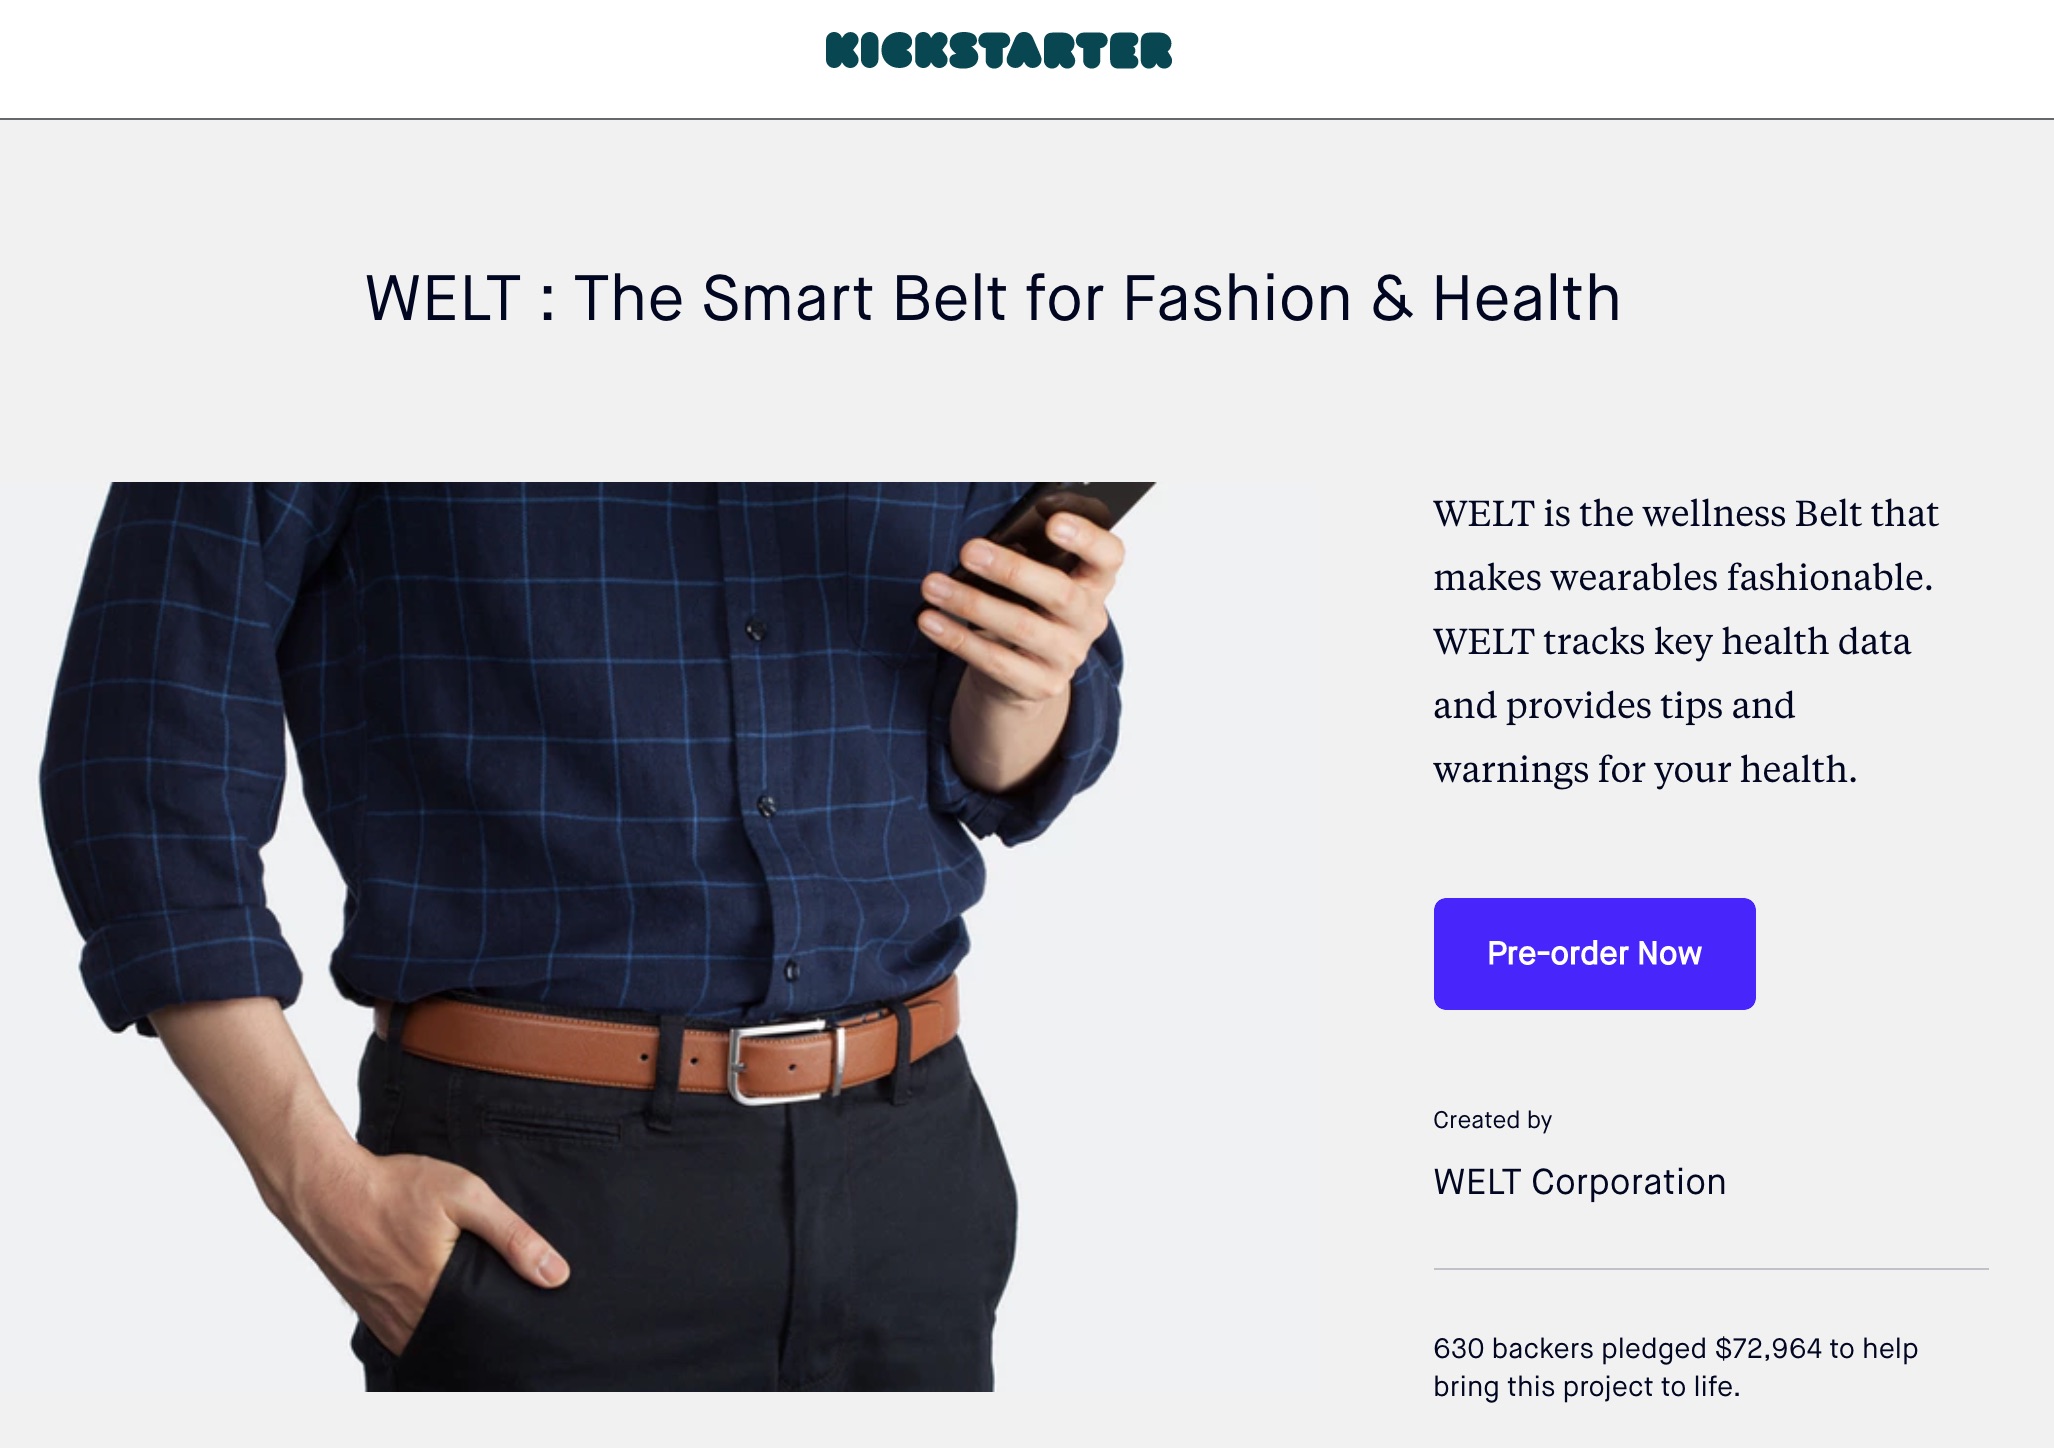 KICKSTARTER
WELT : The Smart Belt for Fashion & Health
WELT is the wellness Belt that
makes wearables fashionable.
WELT tracks key health data
and provides tips and
warnings for your health.
Pre-order Now
Created by
WELT Corporation
630 backers pledged $72,964 to help
bring this project to life.